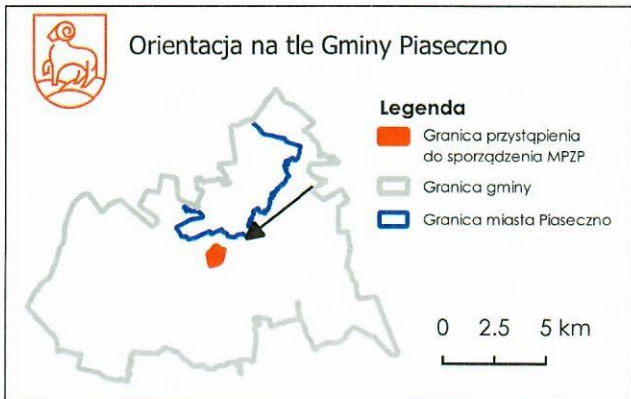 Orientacja na tle Gminy Piaseczno
Legenda
Granica przystąpienia
do sporządzenia MPZP
Granica gminy
Granica miasta Piaseczno
0 2.5 5 km